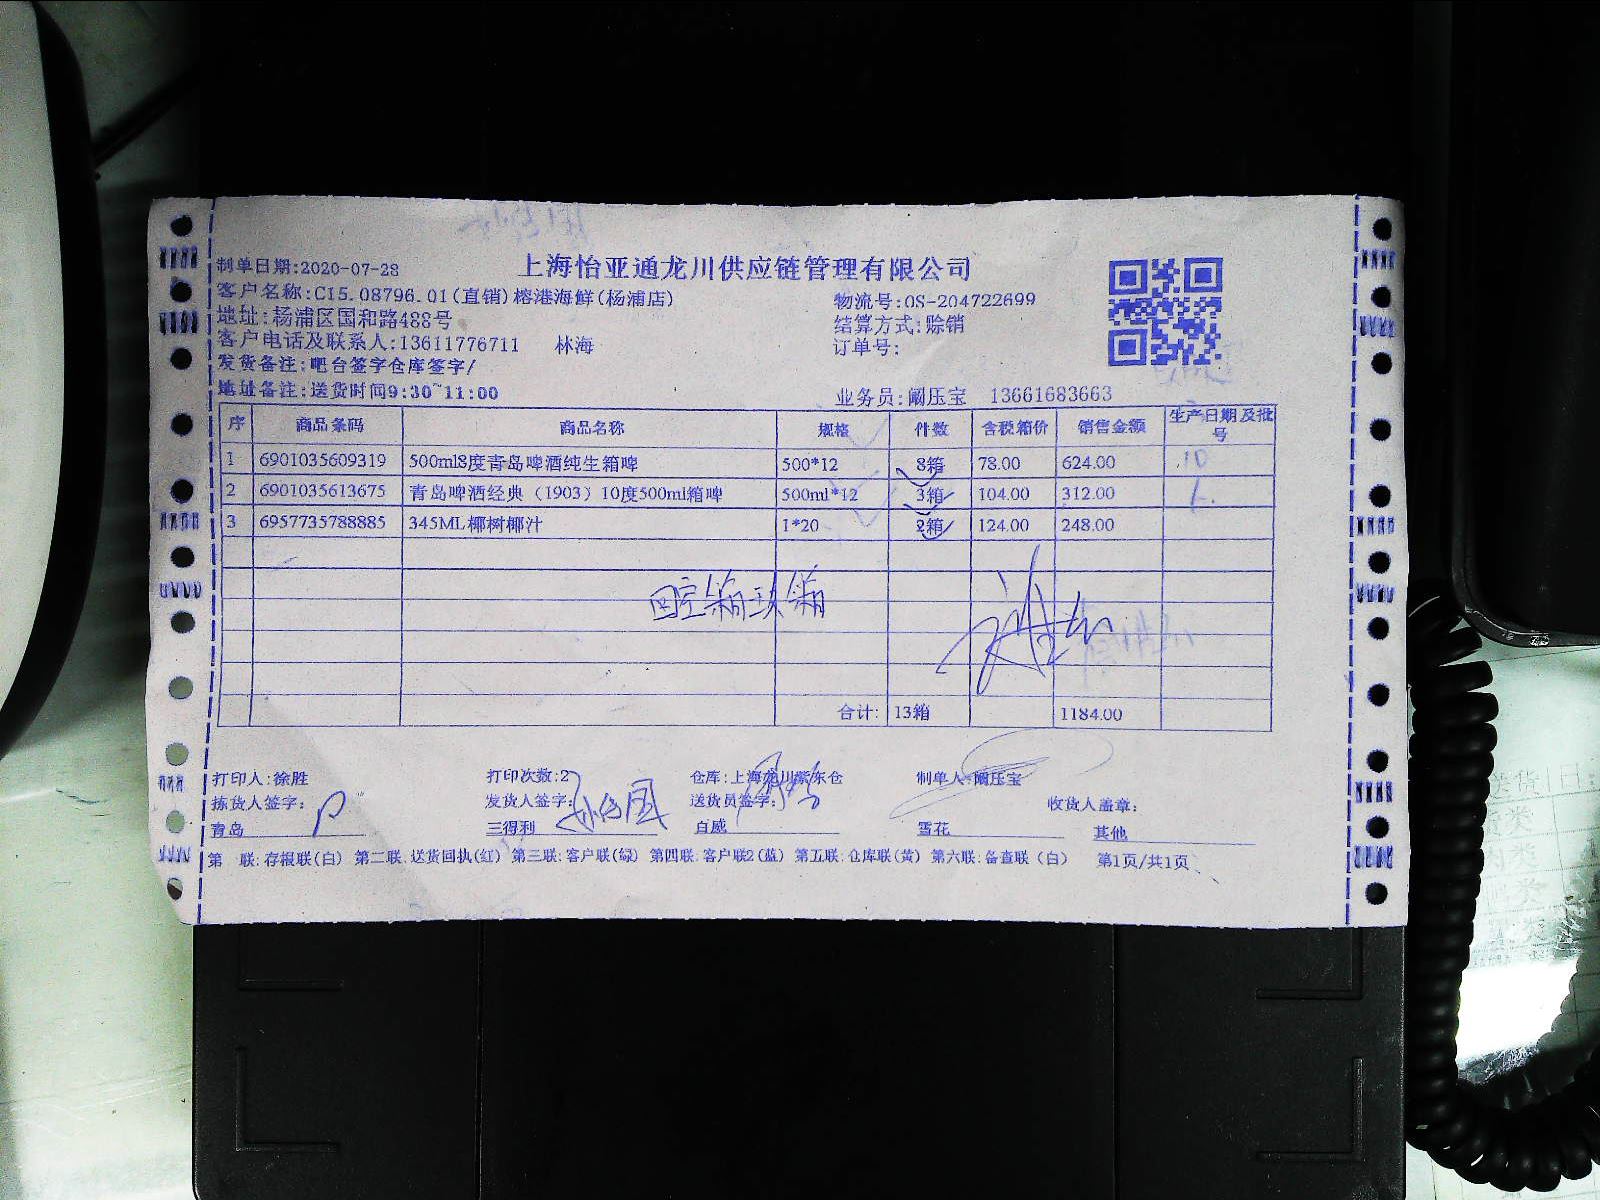 制单日期:2020-07-28
上海怡亚通龙川供应链管理有限公司
客户名称:C15.08796.01(直销)榕港海鲜(杨浦店)
物流号:OS-204722699
地址:杨浦区国和路488号
结算方式:赊销
客户电话及联系人:13611776711 林海
订单号:
发货备注:吧台签字仓库签字/
地址备注:送货时间9:30~11:00
业务员:阚压宝 13661683663
序 商品条码 商品名称 规格 件数 含税箱价 销售金额 生产日期及批号
1 6901035609319 500ml8度青岛啤酒纯生箱啤 500*12 8箱 78.00 624.00 10
2 6901035613675 青岛啤酒经典（1903）10度500ml箱啤 500ml*12 3箱 104.00 312.00
3 6957735788885 345ML椰树椰汁 1*20 2箱 124.00 248.00
回空箱玖箱
合计: 13箱 1184.00
打印人:徐胜 打印次数:2 仓库:上海龙川紫东仓 制单人:阚压宝
拣货人签字: 发货人签字: 送货员签字: 收货人盖章:
青岛 三得利 百威 雪花 其他
第 联:存根联(白) 第二联.送货回执(红) 第三联:客户联(绿) 第四联:客户联2(蓝) 第五联:仓库联(黄) 第六联:备查联(白) 第1页/共1页
送货 日:
类
内类
类
类